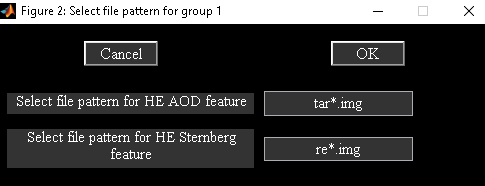 Figure 2: Select file pattern for group 1
Cancel
OK
Select file pattern for HE AOD feature
tar*.img
Select file pattern for HE Sternberg
feature
re*.img